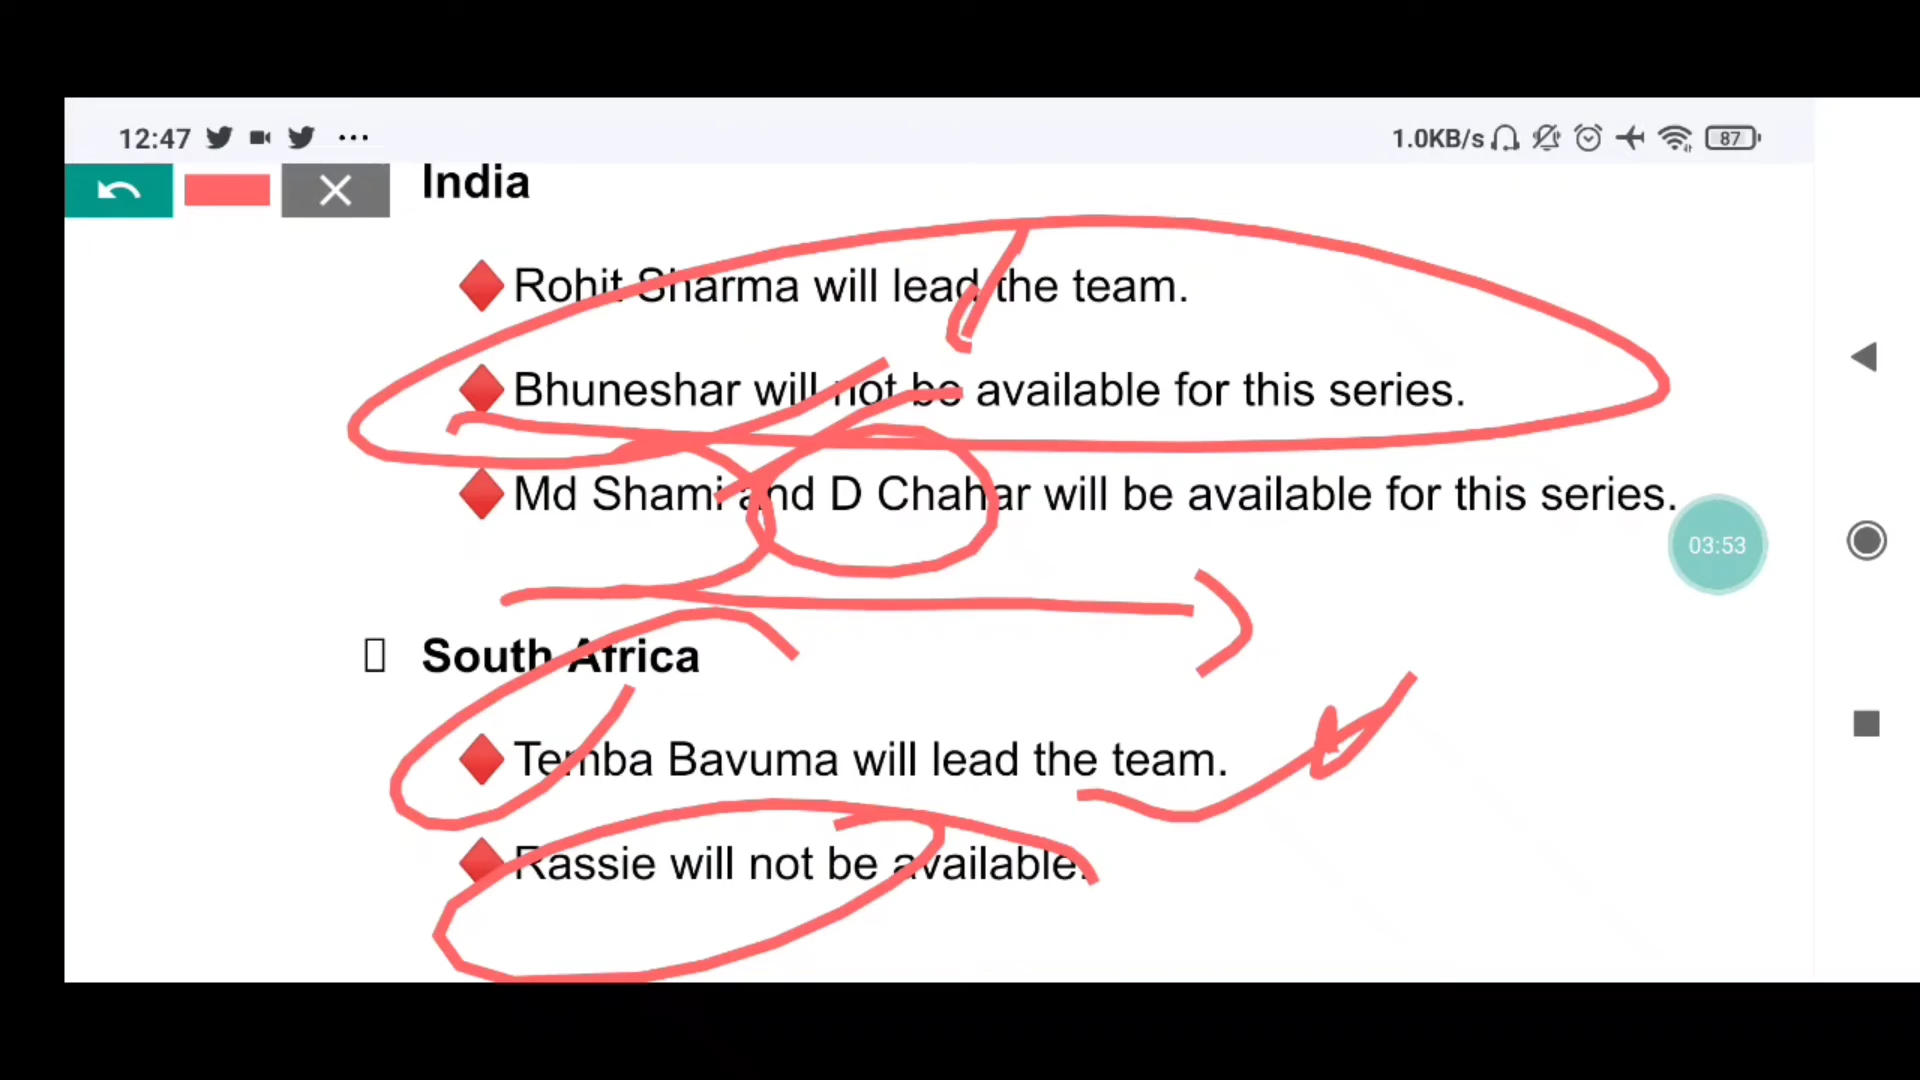 12:47 ... 1.0KB/s 87
India
Rohit Sharma will lead the team.
Bhuneshar will not be available for this series.
Md Shami and D Chahar will be available for this series.
03:53
South Africa
Temba Bavuma will lead the team.
Rassie will not be available.